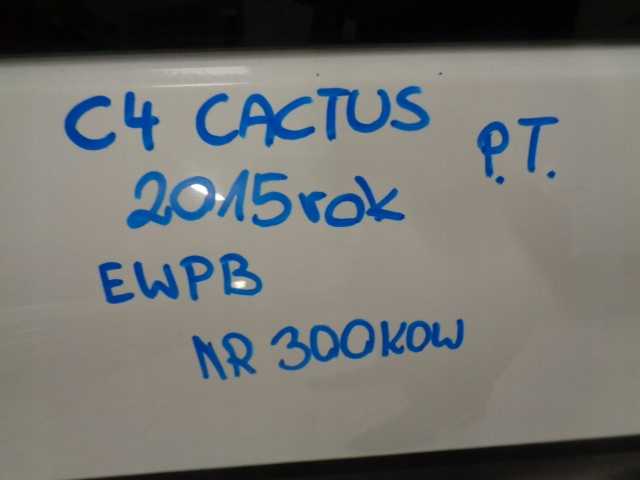 C4 CACTUS P.T.
2015rok
EWPB
NR 300KOW